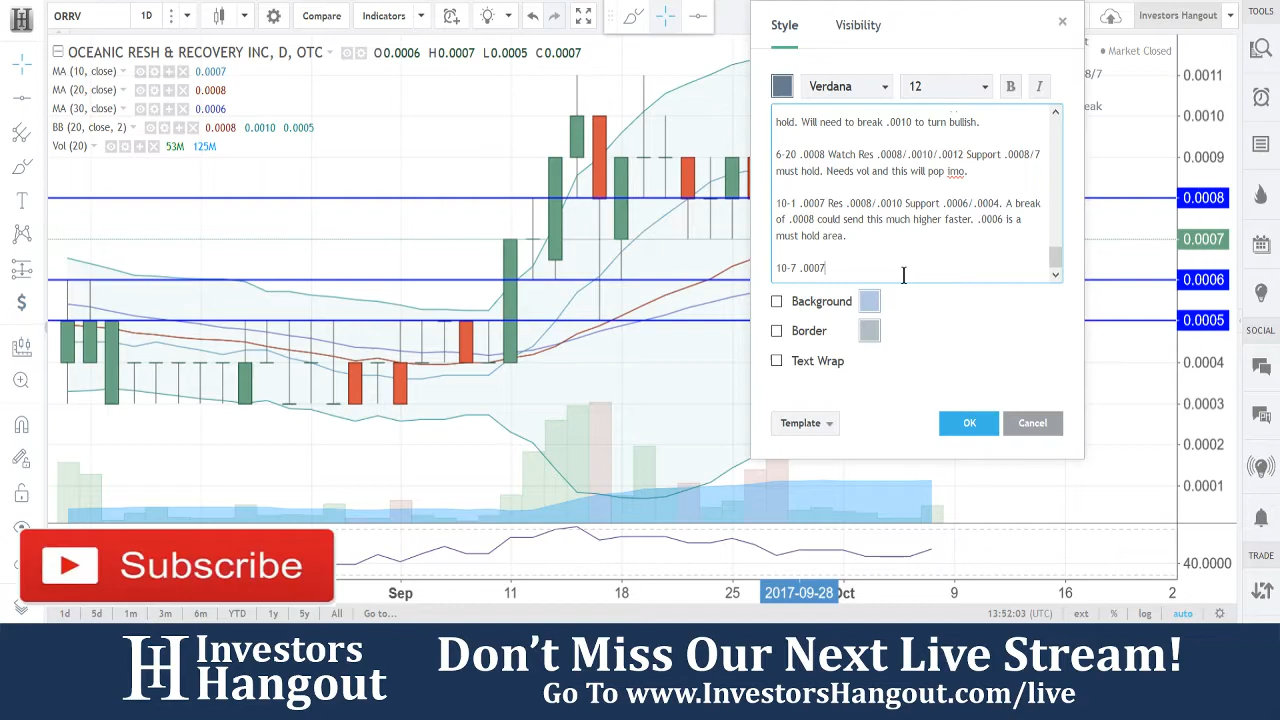 ORRV
1D
Compare
Indicators
Investors Hangout
TOOLS
OCEANIC RESH & RECOVERY INC, D, OTC O0.0006 H0.0007 L0.0005 C0.0007
MA (10, close) 0.0007
MA (20, close) 0.0008
MA (30, close) 0.0006
BB (20, close, 2) 0.0008 0.0010 0.0005
Vol (20) 53M 125M
Style
Visibility
Market Closed
Verdana
12
B
I
hold. Will need to break .0010 to turn bullish.
6-20 .0008 Watch Res .0008/.0010/.0012 Support .0008/7
must hold. Needs vol and this will pop imo.
10-1 .0007 Res .0008/.0010 Support .0006/.0004. A break
of .0008 could send this much higher faster. .0006 is a
must hold area.
10-7 .0007
Background
Border
Text Wrap
Template
OK
Cancel
8/7
eak
0.0011
0.0010
0.0009
0.0008
0.0007
0.0006
0.0005
0.0004
0.0003
0.0002
0.0001
40.0000
SOCIAL
TRADE
Subscribe
Sep
11
18
25
2017-09-28
Oct
9
16
2
1d
5d
1m
3m
6m
YTD
1y
5y
All
Go to...
13:52:03 (UTC)
ext
%
log
auto
Investors
Hangout
Don't Miss Our Next Live Stream!
Go To www.InvestorsHangout.com/live